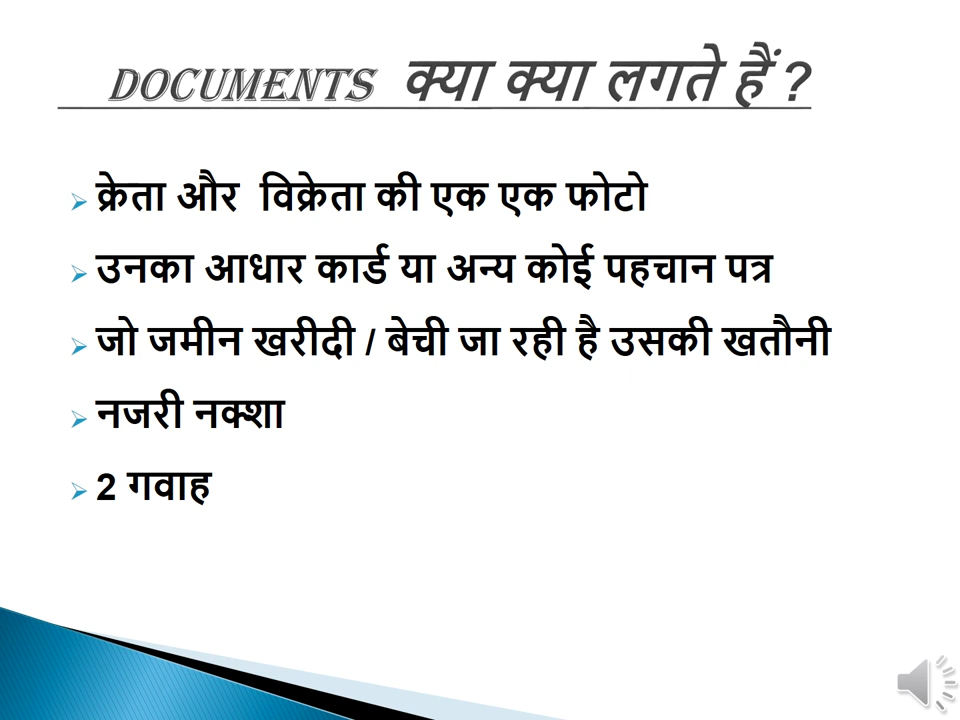 DOCUMENTS क्या क्या लगते हैं ?
क्रेता और विक्रेता की एक एक फोटो
उनका आधार कार्ड या अन्य कोई पहचान पत्र
जो जमीन खरीदी / बेची जा रही है उसकी खतौनी
नजरी नक्शा
2 गवाह